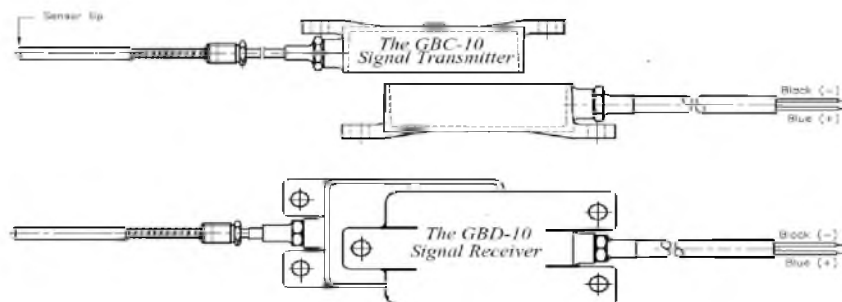 Sensor tip
The GBC-10
Signal Transmitter
Black (-)
Blue (+)
The GBD-10
Signal Receiver
Black (-)
Blue (+)